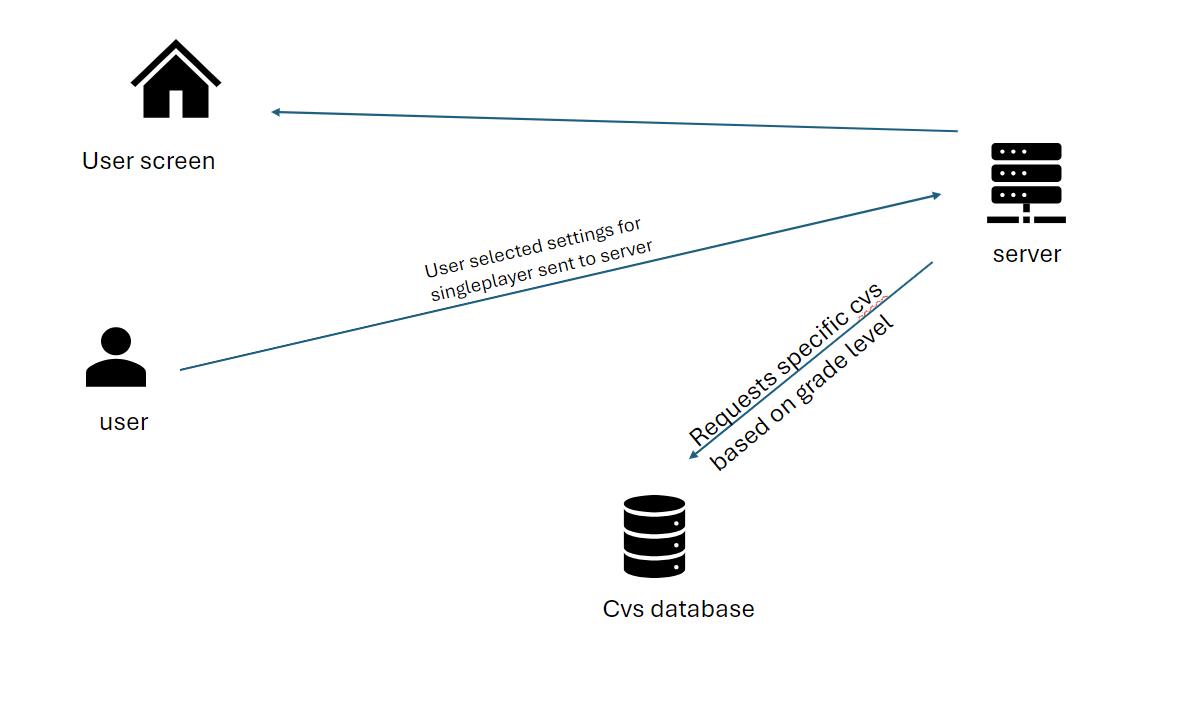 User screen
User selected settings for
singleplayer sent to server
server
Requests specific cvs
based on grade level
user
Cvs database